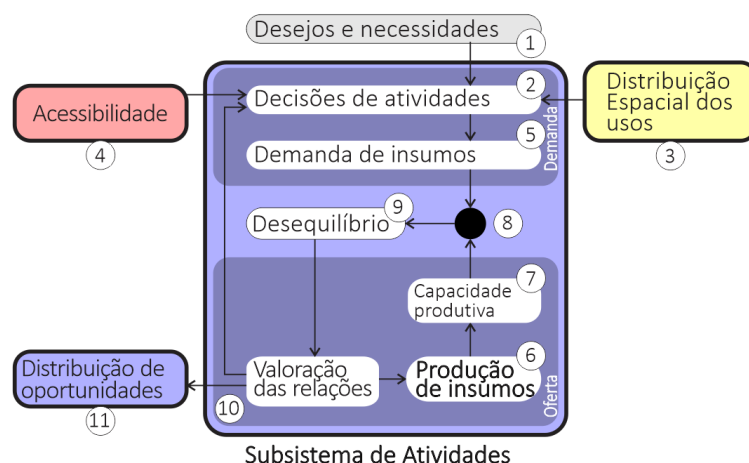 Desejos e necessidades
1
Acessibilidade
4
Decisões de atividades
2
Demanda de insumos
5
Demanda
Distribuição
Espacial dos
usos
3
Desequilíbrio
9
8
Capacidade
produtiva
7
Distribuição de
oportunidades
11
Valoração
das relações
10
Produção
de insumos
6
Oferta
Subsistema de Atividades